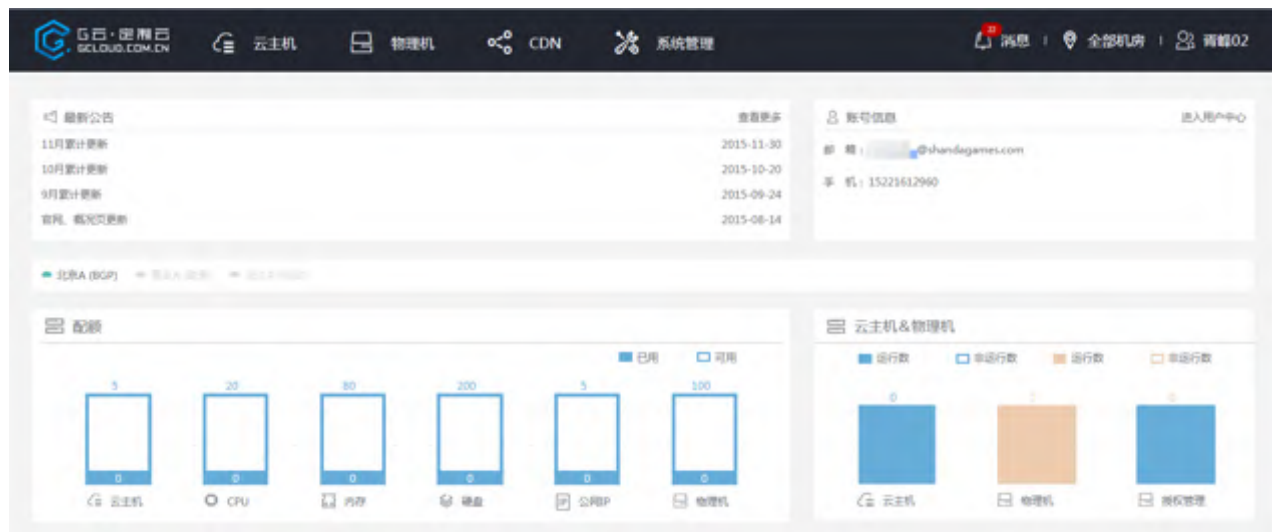 G云·定制云
GCLOUD.COM.CN
云主机
物理机
CDN
系统管理
消息
全部机房
青峰02
最新公告
查看更多
11月累计更新 2015-11-30
10月累计更新 2015-10-20
9月累计更新 2015-09-24
官网、概况页更新 2015-08-14
账号信息
进入用户中心
邮 箱: @shandagames.com
手 机: 15221612960
北京A (BGP)
配额
已用 可用
5 20 80 200 5 100
0 0 0 0 0 0
云主机 CPU 内存 硬盘 公网IP 物理机
云主机&物理机
运行数 非运行数 运行数 非运行数
0
云主机 物理机 授权管理